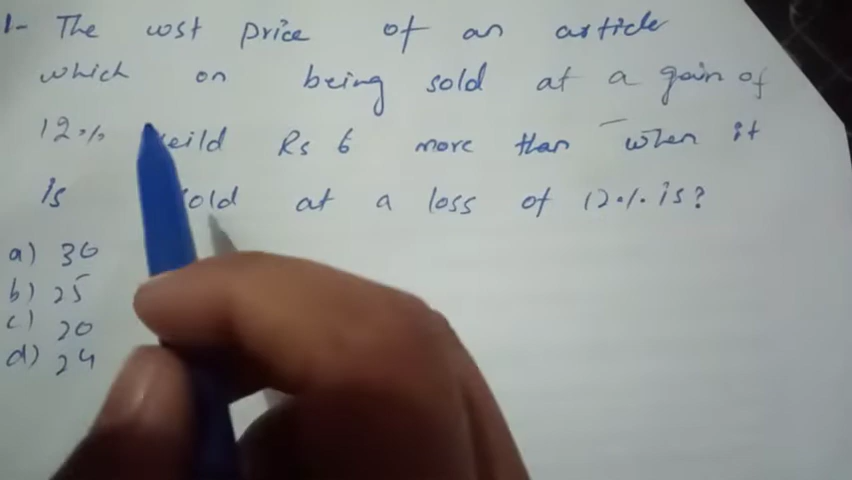 1- The cost price of an article
which on being sold at a gain of
12% Rs 6 more than when it
is sold at a loss of 12% is?
a) 30
b) 25
c) 20
d) 24